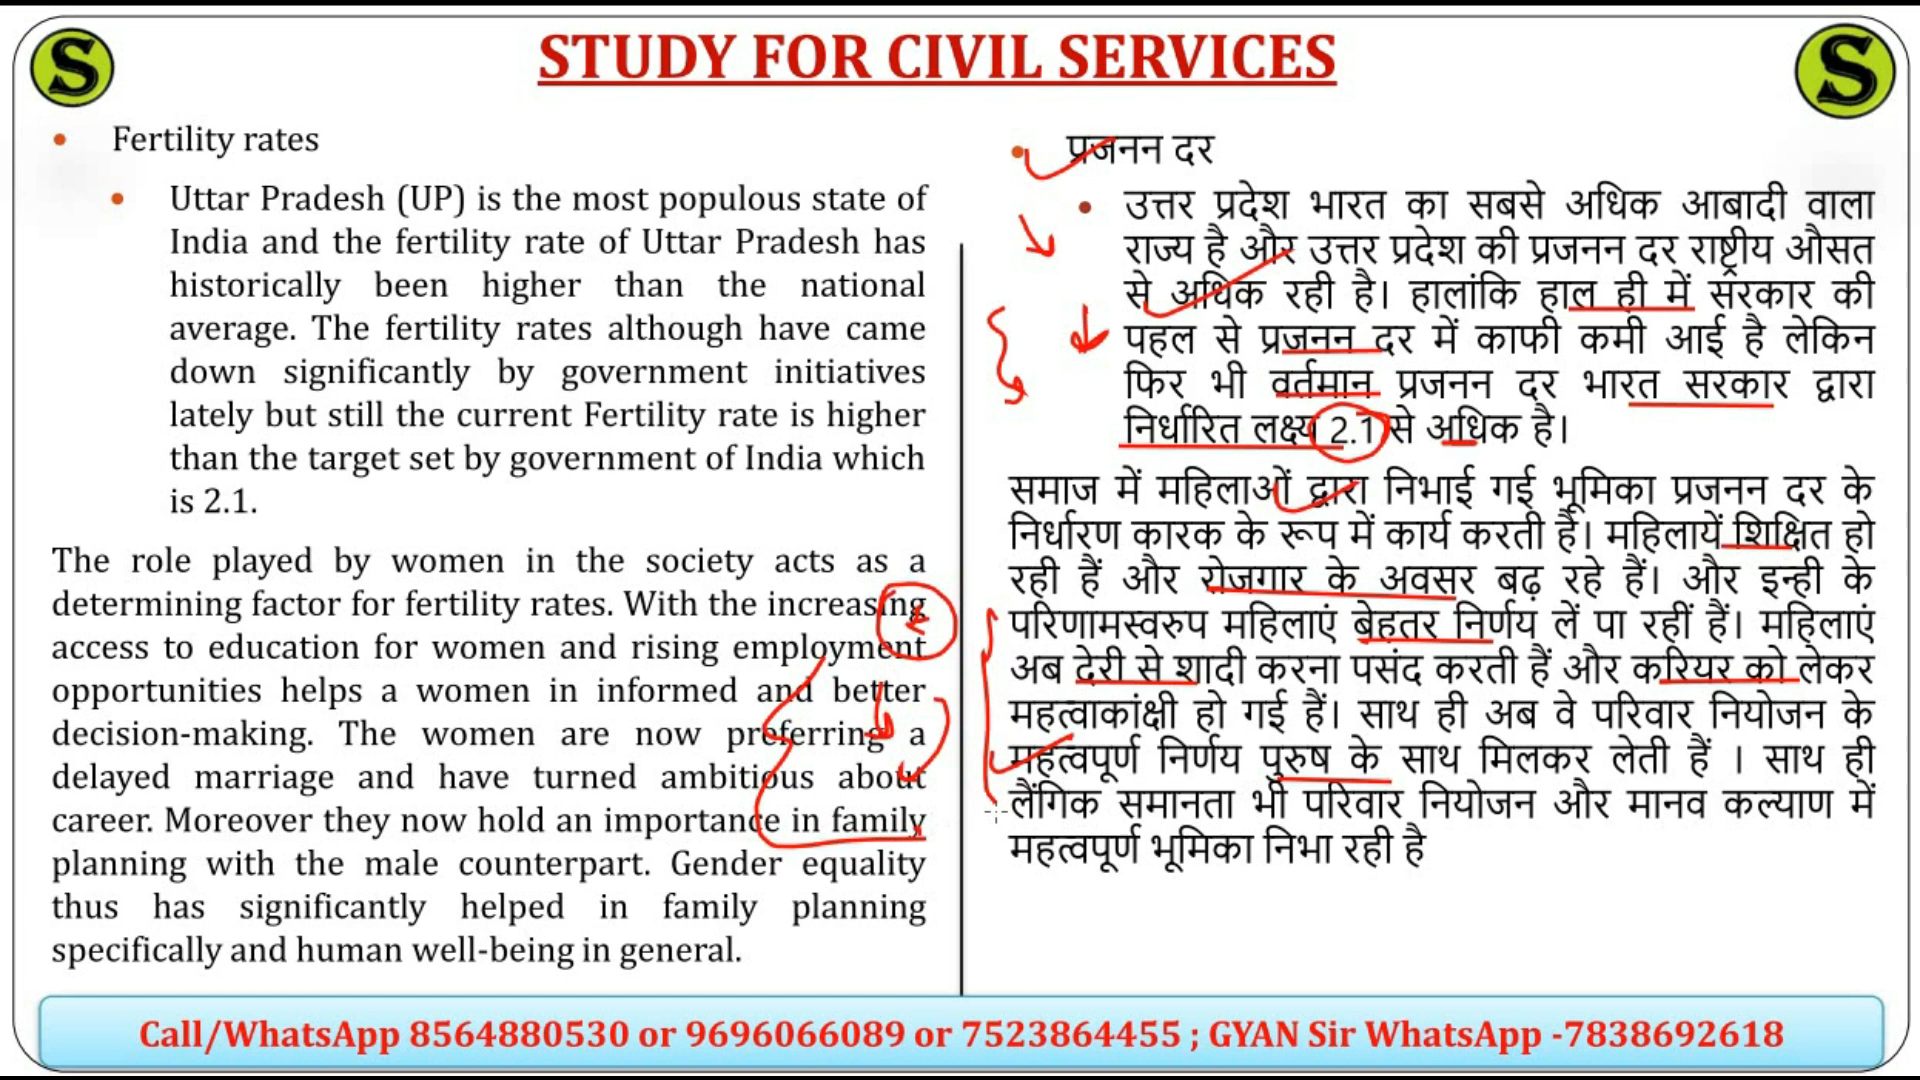 S
STUDY FOR CIVIL SERVICES
S
• Fertility rates
• Uttar Pradesh (UP) is the most populous state of
India and the fertility rate of Uttar Pradesh has
historically been higher than the national
average. The fertility rates although have came
down significantly by government initiatives
lately but still the current Fertility rate is higher
than the target set by government of India which
is 2.1.
The role played by women in the society acts as a
determining factor for fertility rates. With the increasing
access to education for women and rising employment
opportunities helps a women in informed and better
decision-making. The women are now preferring a
delayed marriage and have turned ambitious about
career. Moreover they now hold an importance in family
planning with the male counterpart. Gender equality
thus has significantly helped in family planning
specifically and human well-being in general.
• प्रजनन दर
• उत्तर प्रदेश भारत का सबसे अधिक आबादी वाला
राज्य है और उत्तर प्रदेश की प्रजनन दर राष्ट्रीय औसत
से अधिक रही है। हालांकि हाल ही में सरकार की
पहल से प्रजनन दर में काफी कमी आई है लेकिन
फिर भी वर्तमान प्रजनन दर भारत सरकार द्वारा
निर्धारित लक्ष्य 2.1 से अधिक है।
समाज में महिलाओं द्वारा निभाई गई भूमिका प्रजनन दर के
निर्धारण कारक के रूप में कार्य करती है। महिलायें शिक्षित हो
रही हैं और रोजगार के अवसर बढ़ रहे हैं। और इन्ही के
परिणामस्वरुप महिलाएं बेहतर निर्णय लें पा रहीं हैं। महिलाएं
अब देरी से शादी करना पसंद करती हैं और करियर को लेकर
महत्वाकांक्षी हो गई हैं। साथ ही अब वे परिवार नियोजन के
महत्वपूर्ण निर्णय पुरुष के साथ मिलकर लेती हैं । साथ ही
लैंगिक समानता भी परिवार नियोजन और मानव कल्याण में
महत्वपूर्ण भूमिका निभा रही है
Call/WhatsApp 8564880530 or 9696066089 or 7523864455 ; GYAN Sir WhatsApp -7838692618